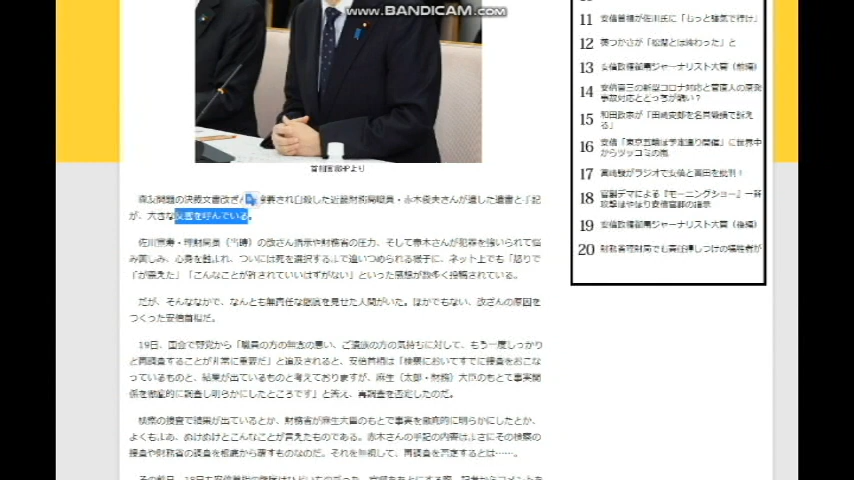 www.BANDICAM.com
首相官邸HPより
森友問題の決裁文書改ざんを強要され自殺した近畿財務局職員・赤木俊夫さんが遺した遺書と手記
が、大きな反響を呼んでいる。
佐川宣寿・理財局長（当時）の改ざん指示や財務省の圧力、そして赤木さんが犯罪を強いられて悩
み苦しみ、心身を蝕まれ、ついには死を選択するまで追いつめられる様子に、ネット上でも「怒りで
「が震えた」「こんなことが許されていいはずがない」といった感想が数多く投稿されている。
だが、そんななかで、なんとも無責任な態度を見せた人間がいた。ほかでもない、改ざんの原因を
つくった安倍首相だ。
19日、国会で野党から「職員の方の無念の思い、ご遺族の方の気持ちに対して、もう一度しっかり
と再調査することが非常に重要だ」と追及されると、安倍首相は「検察においてすでに捜査をおこな
っているものと、結果が出ているものと考えておりますが、麻生（太郎・財務）大臣のもとで事実関
係を徹底的に調査し明らかにしたところです」と答え、再調査を否定したのだ。
検察の捜査で結果が出ているとか、財務省が麻生大臣のもとで事実を徹底的に明らかにしたとか、
よくもまあ、ぬけぬけとこんなことが言えたものである。赤木さんの手記の内容はまさにその検察の
捜査や財務省の調査を根底から覆すものなのだ。それを無視して、再調査を否定するとは……。
11 安倍首相が佐川氏に「もっと強気で行け」
12 葵つかさが「松潤とは終わった」と
13 安倍政権御用ジャーナリスト大賞（前編）
14 安倍晋三の新型コロナ対応と菅直人の原発
事故対応とどっちが酷い？
15 和田政宗が「田崎史郎を名誉毀損で訴え
る」
16 安倍「東京五輪は予定通り開催」に世界中
からツッコミの嵐
17 宮崎駿がラジオで安倍と百田を批判！
18 官製デマによる『モーニングショー』一斉
攻撃はやはり安倍官邸の指示
19 安倍政権御用ジャーナリスト大賞（後編）
20 財務省理財局でも責任押しつけの犠牲者が